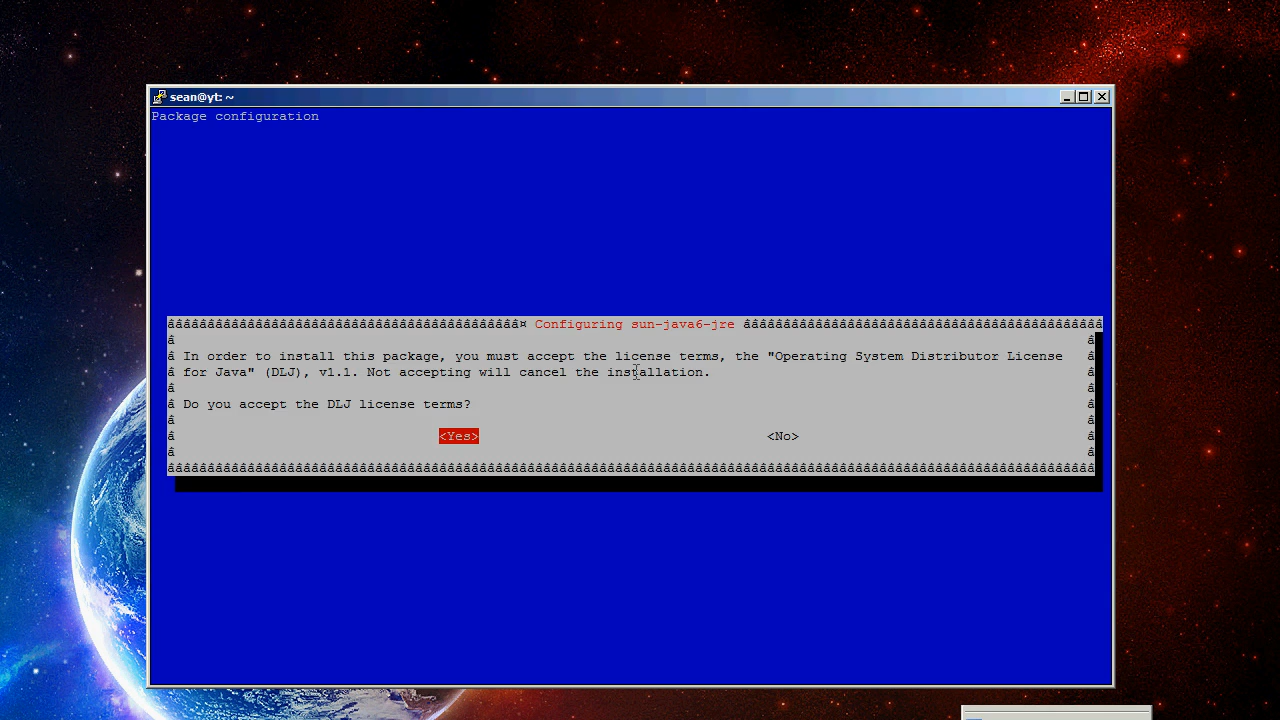 sean@yt: ~
Package configuration
Configuring sun-java6-jre
In order to install this package, you must accept the license terms, the "Operating System Distributor License
for Java" (DLJ), v1.1. Not accepting will cancel the installation.
Do you accept the DLJ license terms?
<Yes> <No>